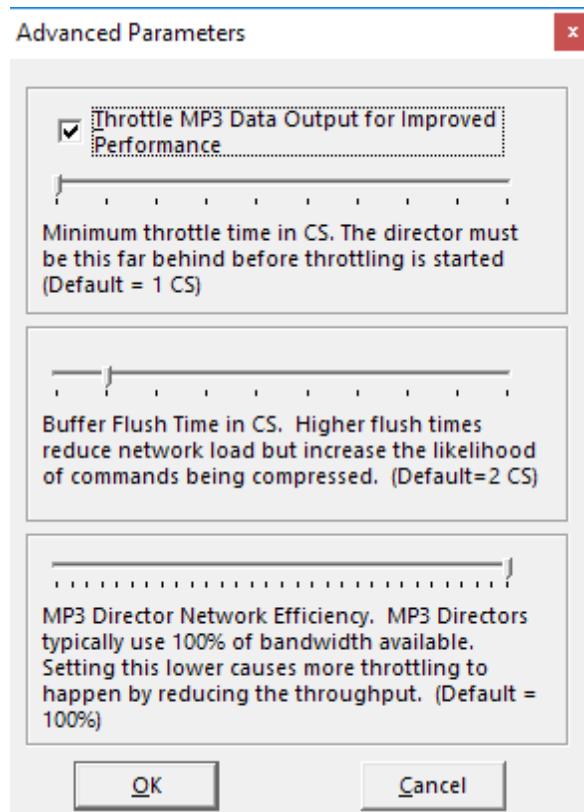 Advanced Parameters
x
Throttle MP3 Data Output for Improved
Performance
Minimum throttle time in CS. The director must
be this far behind before throttling is started
(Default = 1 CS)
Buffer Flush Time in CS.  Higher flush times
reduce network load but increase the likelihood
of commands being compressed.  (Default=2 CS)
MP3 Director Network Efficiency.  MP3 Directors
typically use 100% of bandwidth available.
Setting this lower causes more throttling to
happen by reducing the throughput.  (Default =
100%)
OK
Cancel